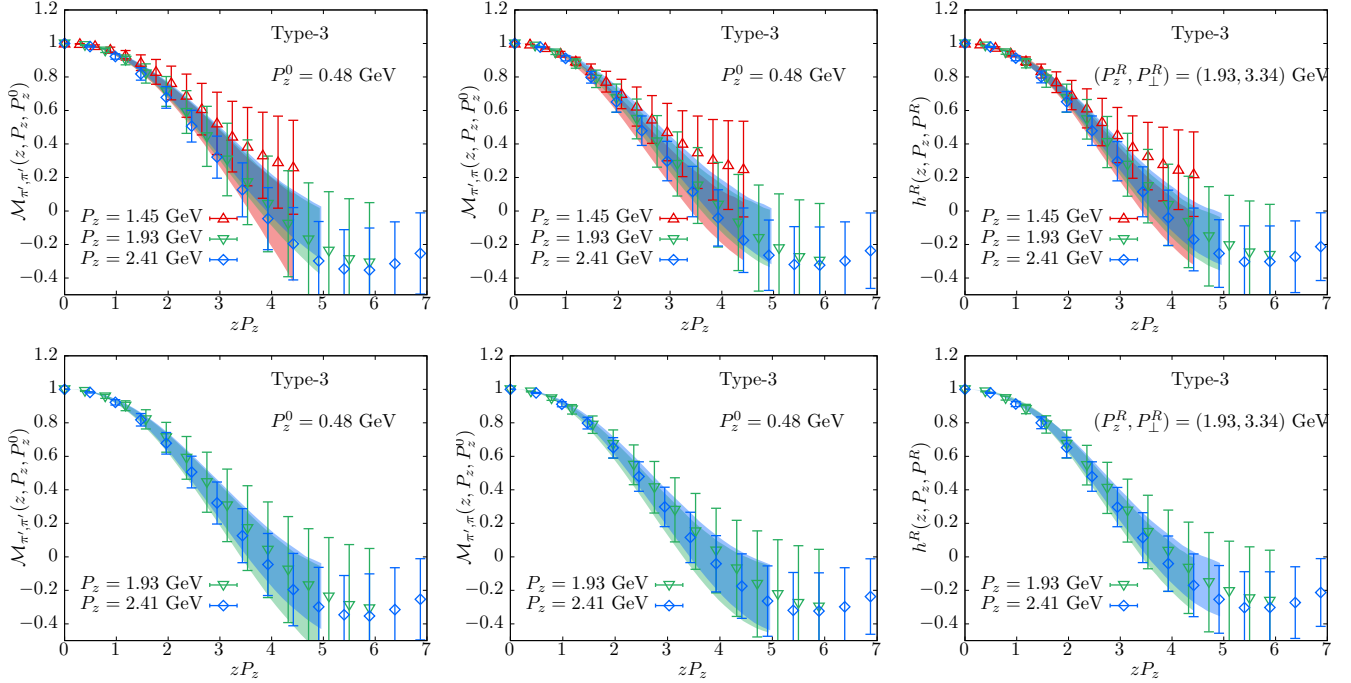 Type-3
P_z^0 = 0.48 GeV
M_{π′,π′}(z, P_z, P_z^0)
1.2
1
0.8
0.6
0.4
0.2
0
−0.2
−0.4
P_z = 1.45 GeV
P_z = 1.93 GeV
P_z = 2.41 GeV
0 1 2 3 4 5 6 7
zP_z
Type-3
P_z^0 = 0.48 GeV
M_{π′,π}(z, P_z, P_z^0)
1.2
1
0.8
0.6
0.4
0.2
0
−0.2
−0.4
P_z = 1.45 GeV
P_z = 1.93 GeV
P_z = 2.41 GeV
0 1 2 3 4 5 6 7
zP_z
Type-3
(P_z^R, P_⊥^R) = (1.93, 3.34) GeV
h^R(z, P_z, P^R)
1.2
1
0.8
0.6
0.4
0.2
0
−0.2
−0.4
P_z = 1.45 GeV
P_z = 1.93 GeV
P_z = 2.41 GeV
0 1 2 3 4 5 6 7
zP_z
Type-3
P_z^0 = 0.48 GeV
M_{π′,π′}(z, P_z, P_z^0)
1.2
1
0.8
0.6
0.4
0.2
0
−0.2
−0.4
P_z = 1.93 GeV
P_z = 2.41 GeV
0 1 2 3 4 5 6 7
zP_z
Type-3
P_z^0 = 0.48 GeV
M_{π′,π}(z, P_z, P_z^0)
1.2
1
0.8
0.6
0.4
0.2
0
−0.2
−0.4
P_z = 1.93 GeV
P_z = 2.41 GeV
0 1 2 3 4 5 6 7
zP_z
Type-3
(P_z^R, P_⊥^R) = (1.93, 3.34) GeV
h^R(z, P_z, P^R)
1.2
1
0.8
0.6
0.4
0.2
0
−0.2
−0.4
P_z = 1.93 GeV
P_z = 2.41 GeV
0 1 2 3 4 5 6 7
zP_z